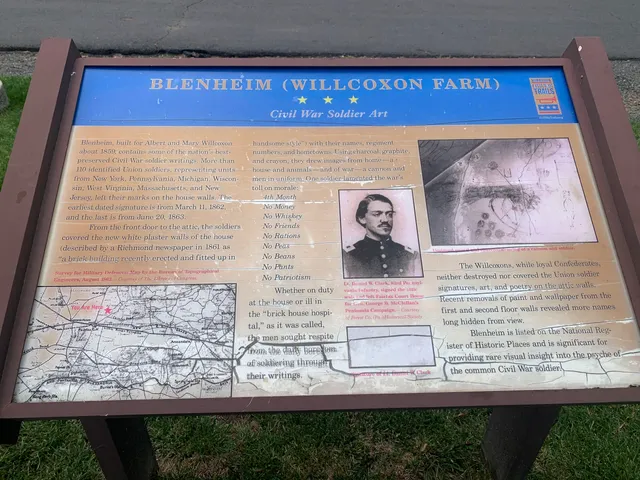 BLENHEIM (WILLCOXON FARM)
Civil War Soldier Art
CIVIL WAR
TRAILS
Blenheim, built for Albert and Mary Willcoxon
about 1859, contains some of the nation's best-
preserved Civil War soldier writings. More than
110 identified Union soldiers, representing units
from New York, Pennsylvania, Michigan, Wiscon-
sin, West Virginia, Massachusetts, and New
Jersey, left their marks on the house walls. The
earliest dated signature is from March 11, 1862,
and the last is from June 20, 1863.
From the front door to the attic, the soldiers
covered the new white plaster walls of the house
(described by a Richmond newspaper in 1861 as
"a brick building recently erected and fitted up in
You Are Here
handsome style") with their names, regiment
numbers, and hometowns. Using charcoal, graphite,
and crayon, they drew images from home—a
house and animals—and of war—a cannon and
men in uniform. One soldier lamented the war's
toll on morale:
4th Month
No Money
No Whiskey
No Friends
No Rations
No Peas
No Beans
No Pants
No Patriotism
Whether on duty
at the house or ill in
the "brick house hospi-
tal," as it was called,
the men sought respite
from the daily
of soldiering through
their writings.
Lt. Brant W. Clark
The Willcoxons, while loyal Confederates,
neither destroyed nor covered the Union soldier
signatures, art, and poetry on the attic walls.
Recent removals of paint and wallpaper from the
first and second floor walls revealed more names
long hidden from view.
Blenheim is listed on the National Reg-
ister of Historic Places and is significant for
providing rare visual insight into the psyche of
the common Civil War soldier.